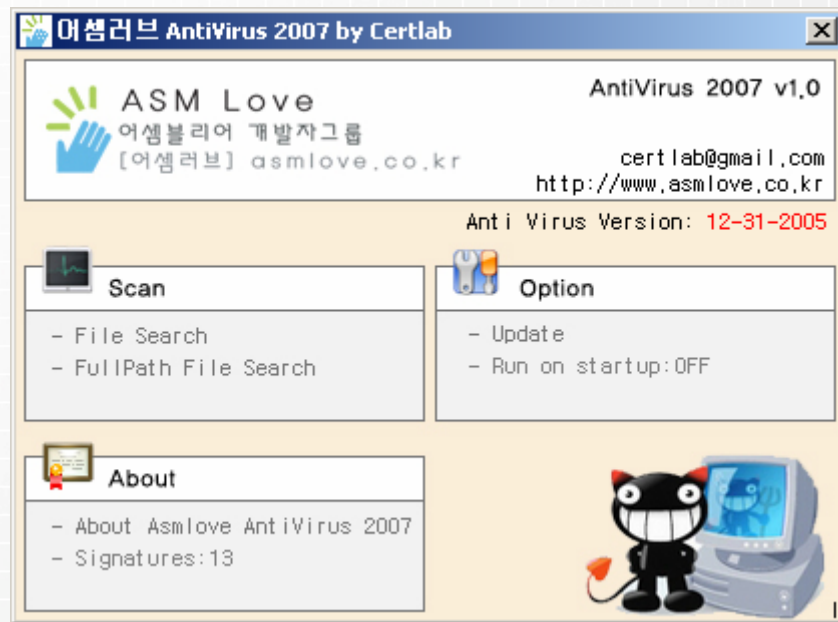 어셈러브 AntiVirus 2007 by Certlab
ASM Love
어셈블리어 개발자그룹
[어셈러브] asmlove.co.kr
AntiVirus 2007 v1.0
certlab@gmail.com
http://www.asmlove.co.kr
Anti Virus Version: 12-31-2005
Scan
- File Search
- FullPath File Search
Option
- Update
- Run on startup:OFF
About
- About Asmlove AntiVirus 2007
- Signatures:13